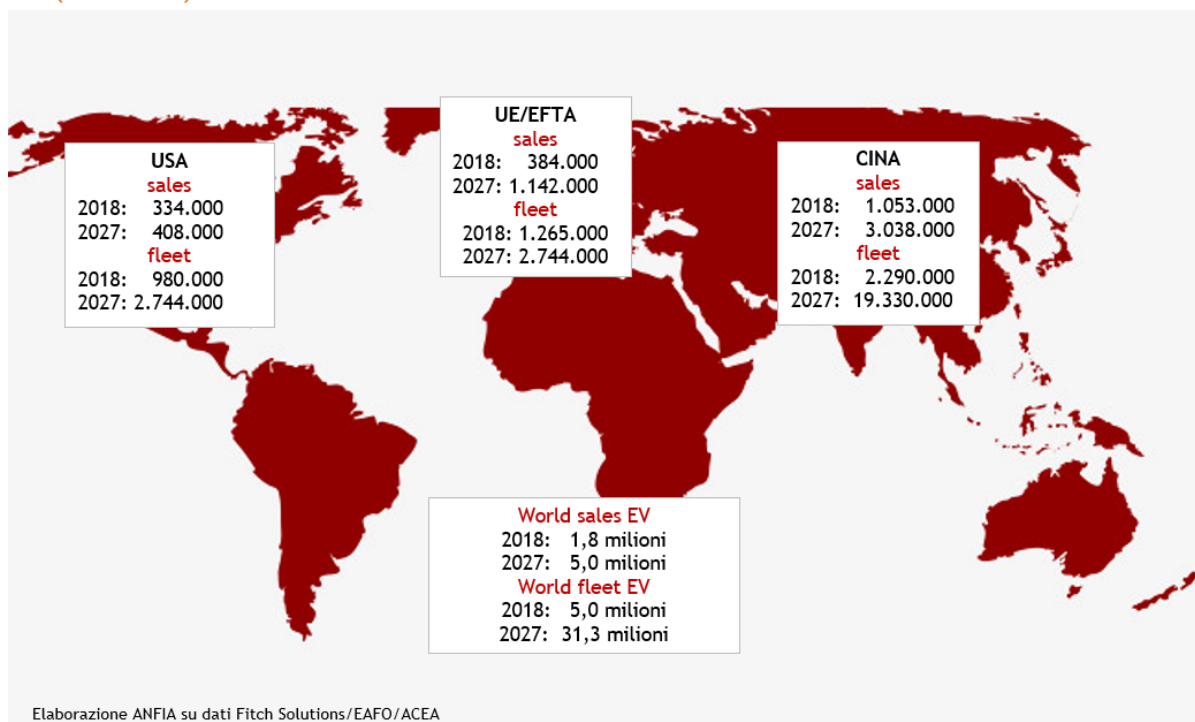 USA
sales
2018: 334.000
2027: 408.000
fleet
2018: 980.000
2027: 2.744.000
UE/EFTA
sales
2018: 384.000
2027: 1.142.000
fleet
2018: 1.265.000
2027: 2.744.000
CINA
sales
2018: 1.053.000
2027: 3.038.000
fleet
2018: 2.290.000
2027: 19.330.000
World sales EV
2018: 1,8 milioni
2027: 5,0 milioni
World fleet EV
2018: 5,0 milioni
2027: 31,3 milioni
Elaborazione ANFIA su dati Fitch Solutions/EAFO/ACEA